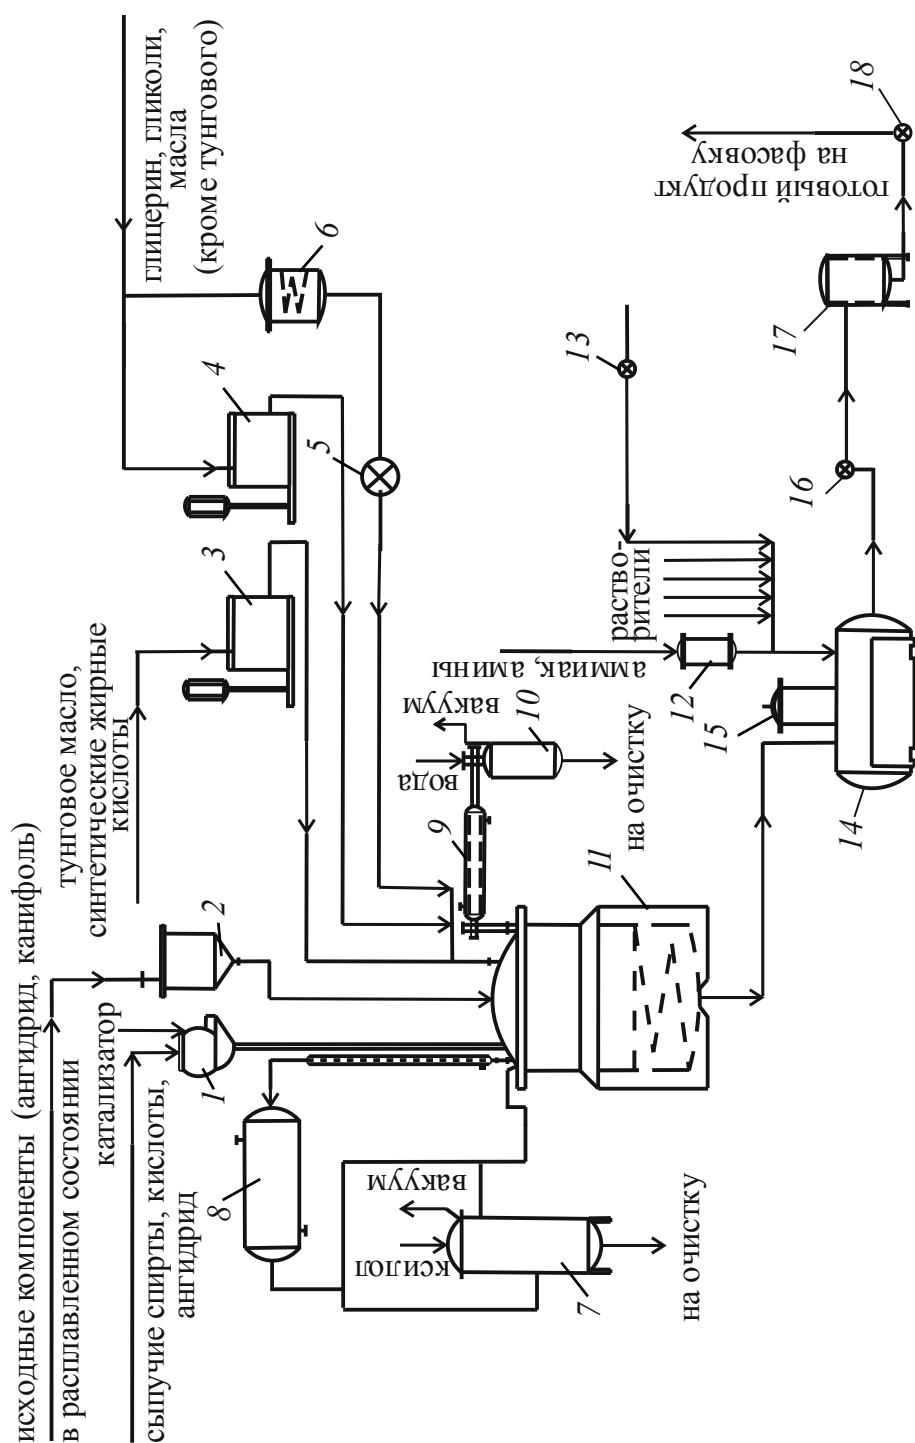 исходные компоненты (ангидрид, канифоль)
в расплавленном состоянии
катализатор
сыпучие спирты, кислоты,
ангидрид
тунговое масло,
синтетические жирные
кислоты
глицерин, гликоли,
масла
(кроме тунгового)
1
2
3
4
5
6
8
9
вакуум
ксилол
7
на очистку
вода
вакуум
10
на очистку
11
аммиак, амины
12
раство-
рители
13
14
15
16
17
18
готовый продукт
на фасовку